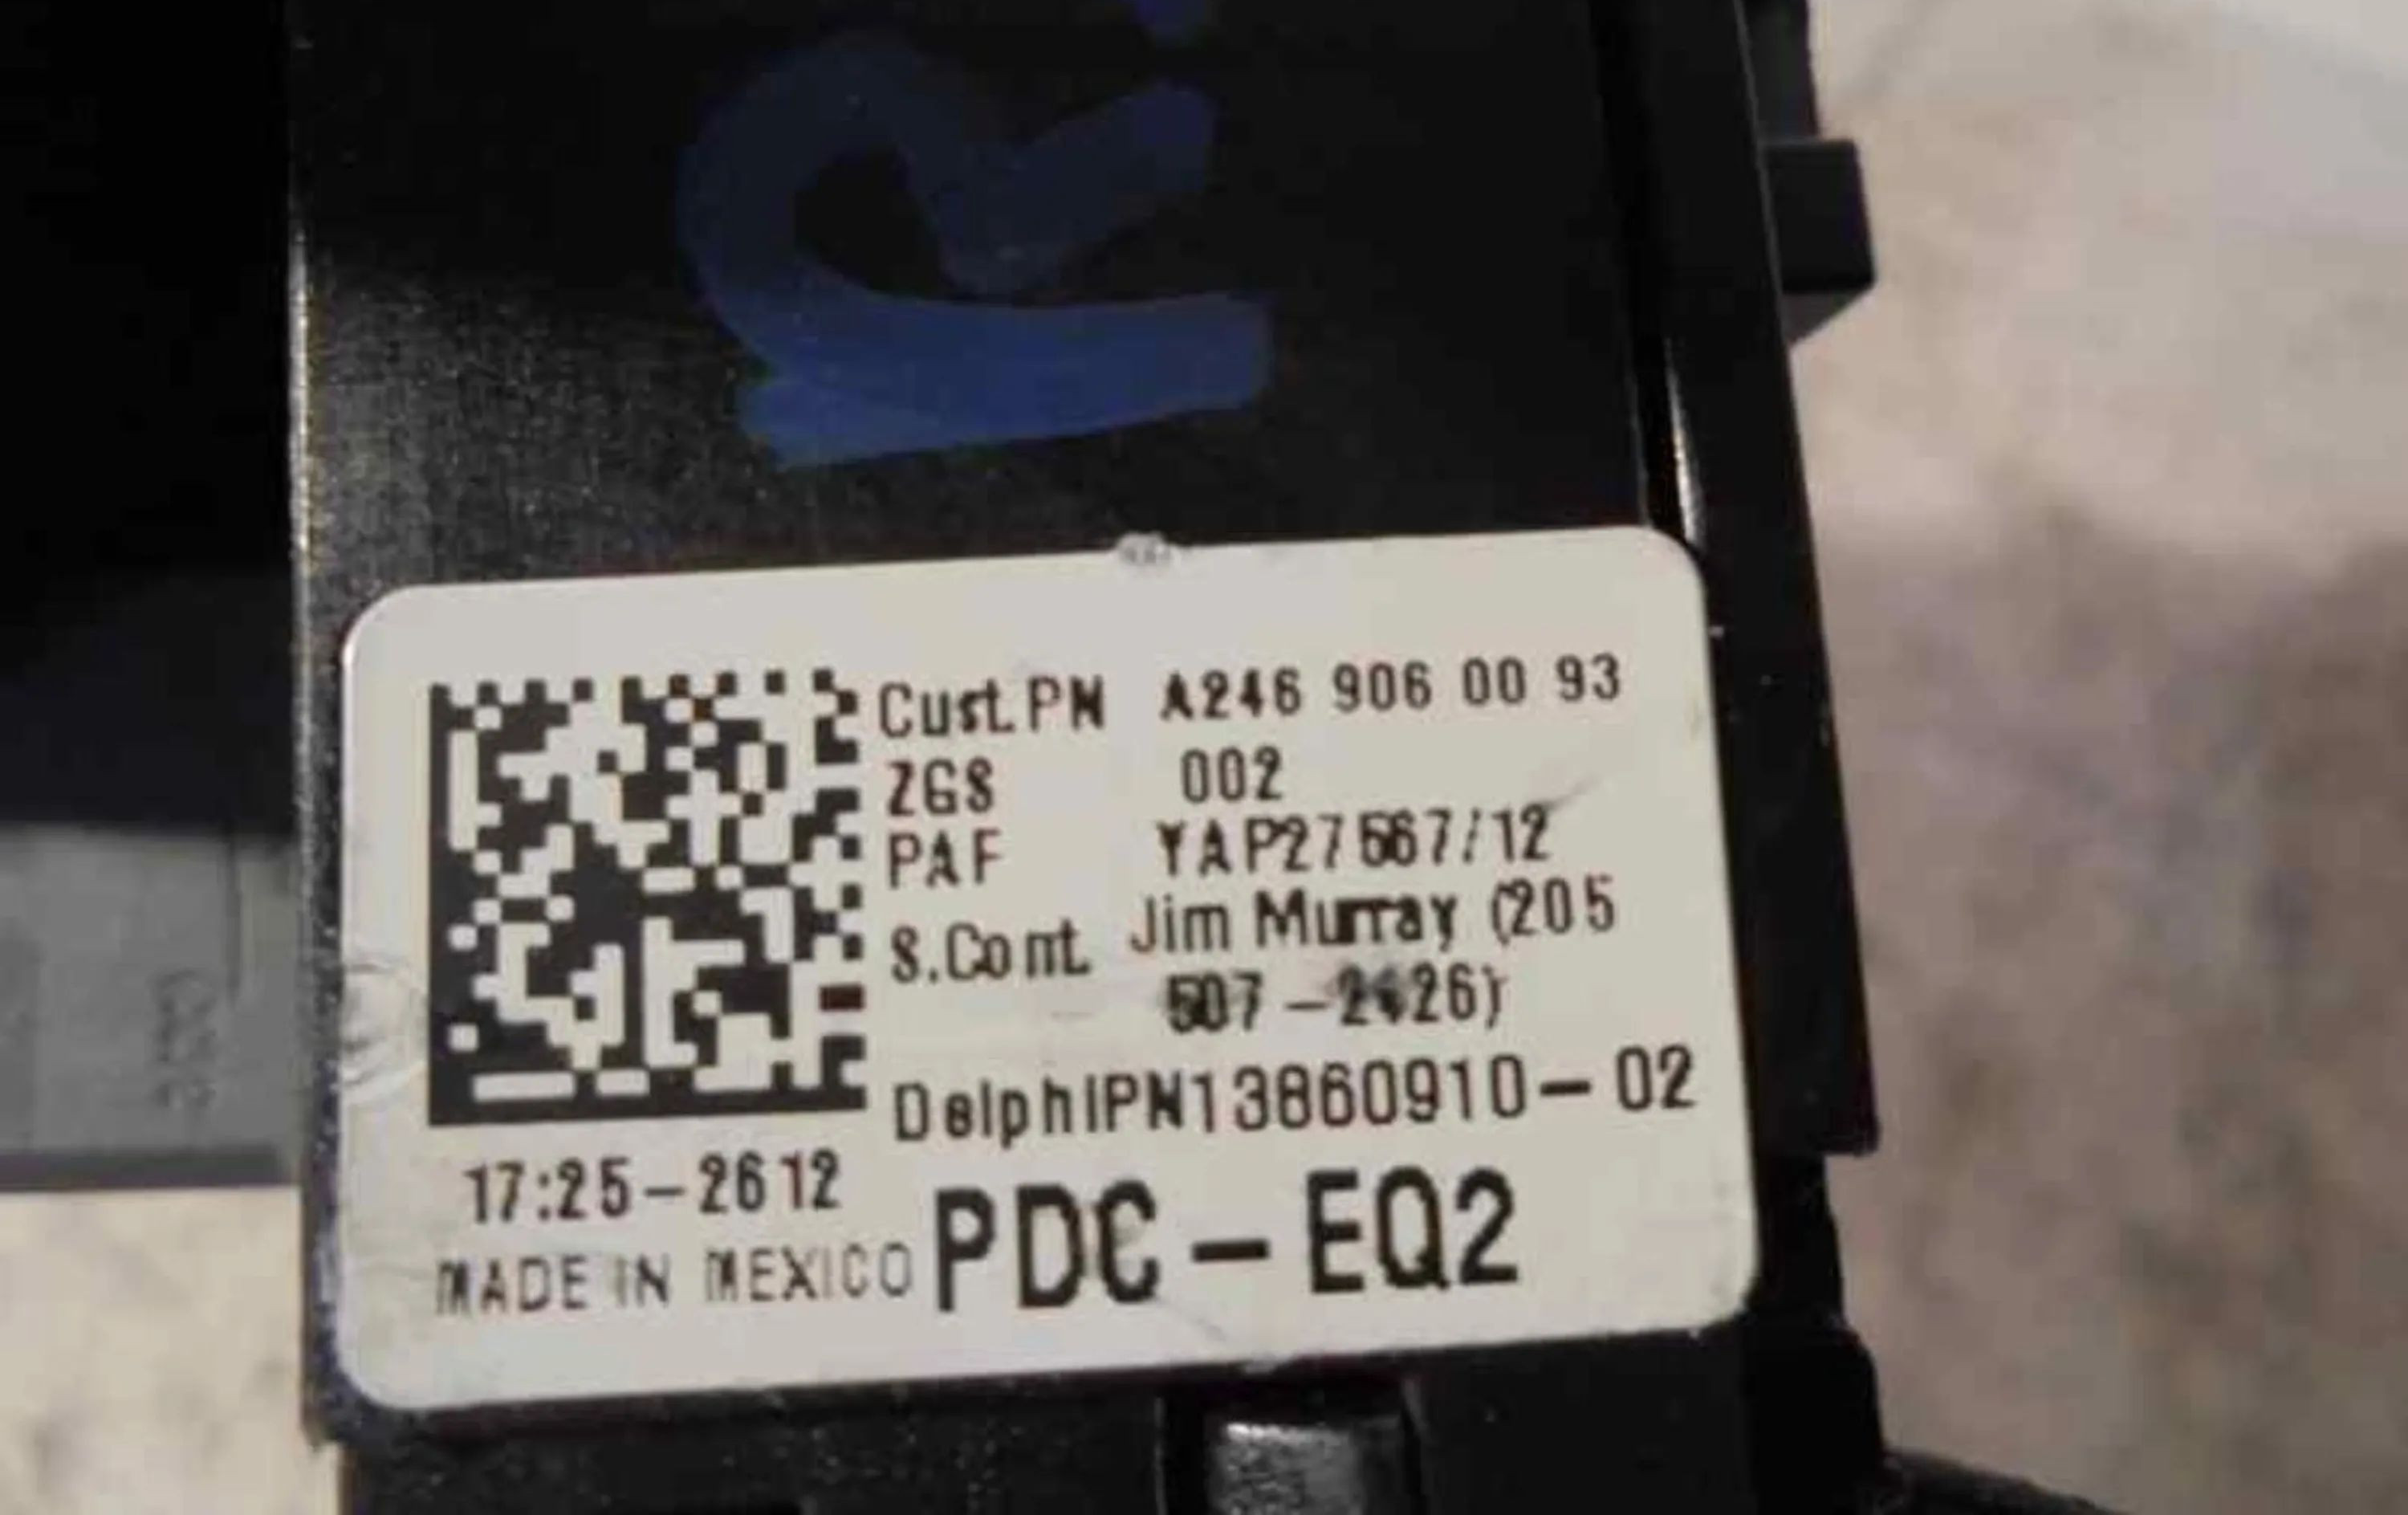 Cust.PN A246 906 00 93
ZGS 002
PAF YAP27567/12
S.Cont. Jim Murray (205
507-2426)
DelphiPN13860910-02
17:25-2612
MADE IN MEXICO PDC-EQ2